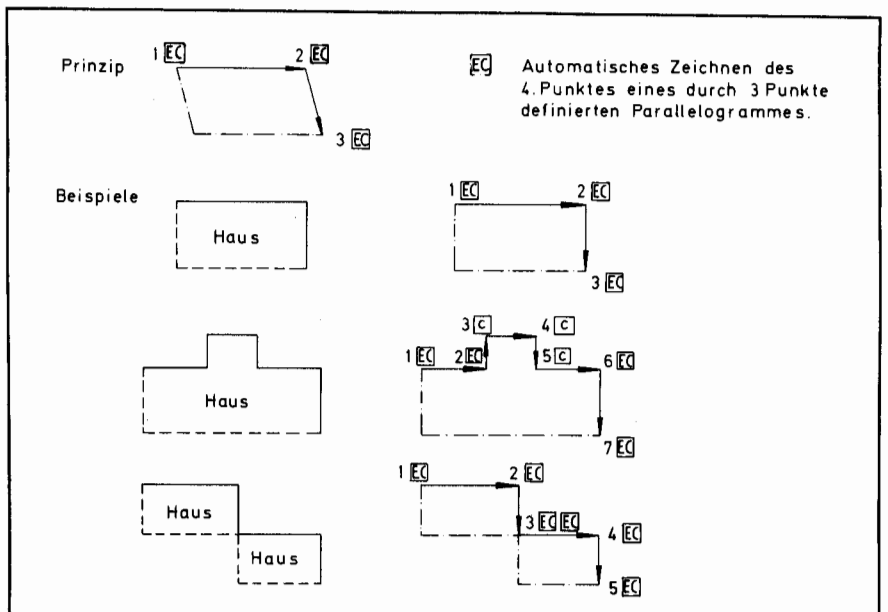 Prinzip
1 EC 2 EC
3 EC
EC Automatisches Zeichnen des
4. Punktes eines durch 3 Punkte
definierten Parallelogrammes.
Beispiele
Haus
1 EC 2 EC
3 EC
Haus
3 C 4 C
1 EC 2 EC 5 C 6 EC
7 EC
Haus
Haus
1 EC 2 EC
3 EC EC 4 EC
5 EC